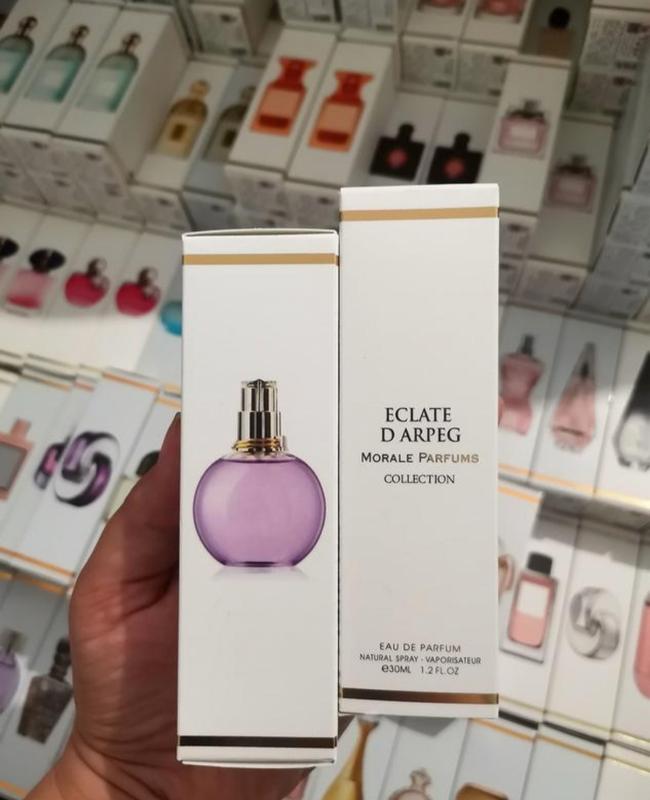 ECLATE
D ARPEG
MORALE PARFUMS
COLLECTION
EAU DE PARFUM
NATURAL SPRAY - VAPORISATEUR
℮30ML 1.2 FL.OZ